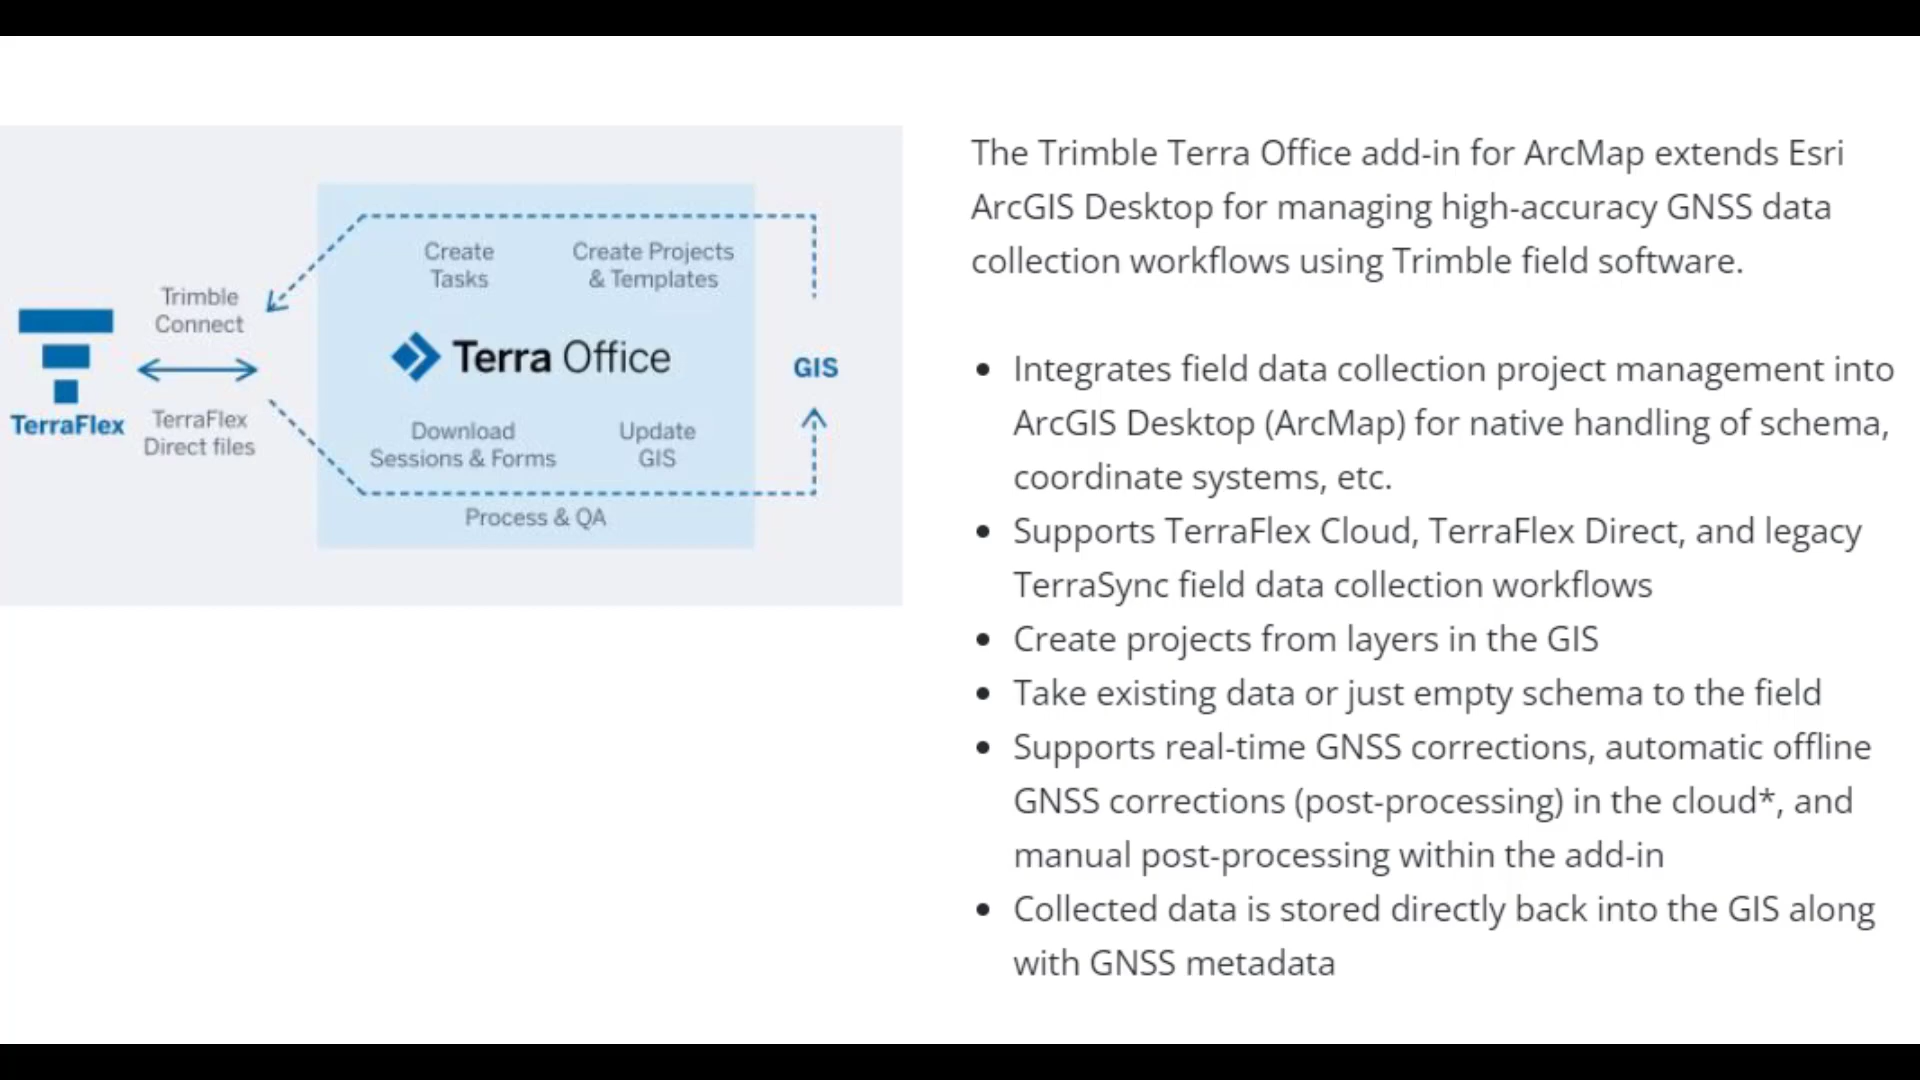 Create
Tasks
Create Projects
& Templates
Trimble
Connect
Terra Office
GIS
TerraFlex
TerraFlex
Direct files
Download
Sessions & Forms
Update
GIS
Process & QA
The Trimble Terra Office add-in for ArcMap extends Esri
ArcGIS Desktop for managing high-accuracy GNSS data
collection workflows using Trimble field software.
• Integrates field data collection project management into
ArcGIS Desktop (ArcMap) for native handling of schema,
coordinate systems, etc.
• Supports TerraFlex Cloud, TerraFlex Direct, and legacy
TerraSync field data collection workflows
• Create projects from layers in the GIS
• Take existing data or just empty schema to the field
• Supports real-time GNSS corrections, automatic offline
GNSS corrections (post-processing) in the cloud*, and
manual post-processing within the add-in
• Collected data is stored directly back into the GIS along
with GNSS metadata